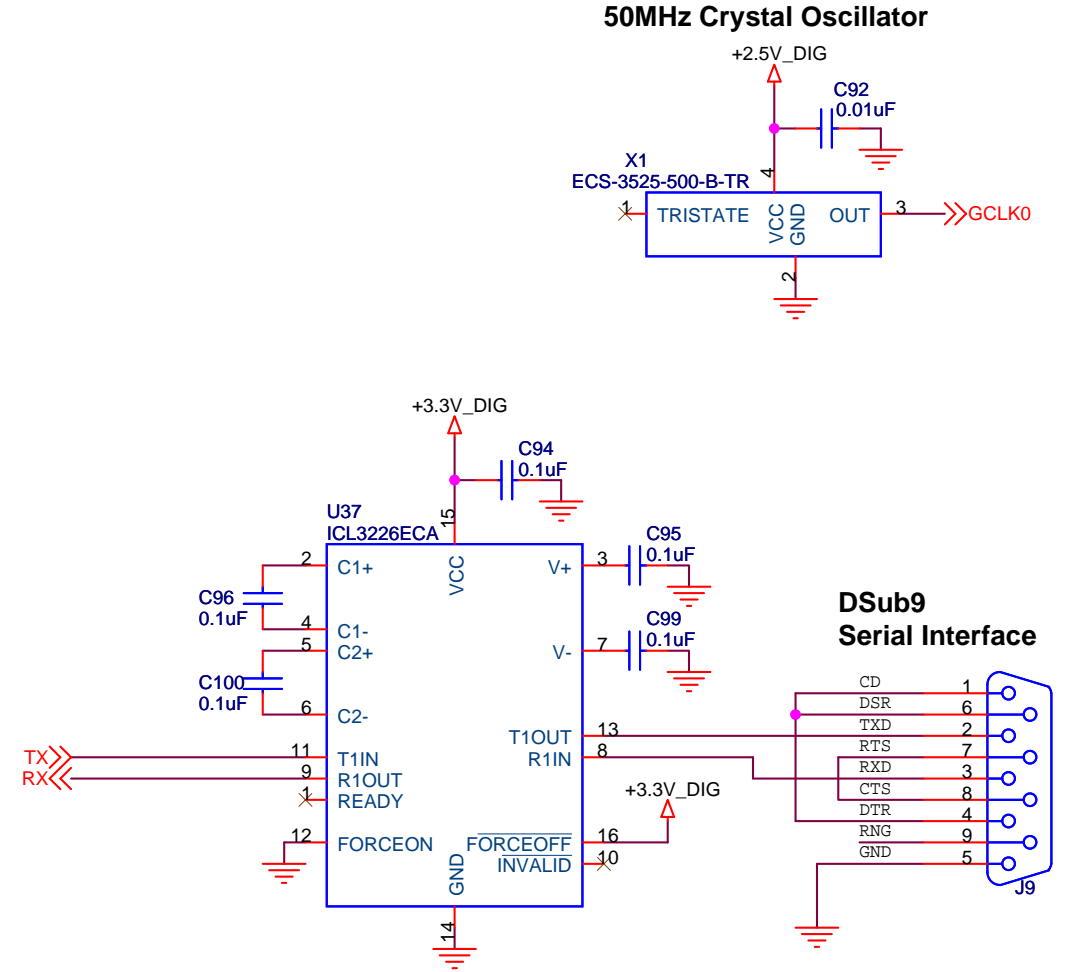 50MHz Crystal Oscillator
+2.5V_DIG
C92
0.01uF
X1
ECS-3525-500-B-TR
4
1
TRISTATE
VCC
GND
OUT
3
GCLK0
2
+3.3V_DIG
C94
0.1uF
U37
ICL3226ECA
15
C95
0.1uF
2
C1+
VCC
V+
3
C96
0.1uF
4
C1-
5
C2+
C99
0.1uF
V-
7
C100
0.1uF
6
C2-
DSub9
Serial Interface
CD
1
DSR
6
TXD
2
RTS
7
RXD
3
CTS
8
DTR
4
RNG
9
GND
5
J9
T1OUT
13
R1IN
8
TX
11
T1IN
RX
9
R1OUT
1
READY
+3.3V_DIG
12
FORCEON
FORCEOFF
16
INVALID
10
GND
14